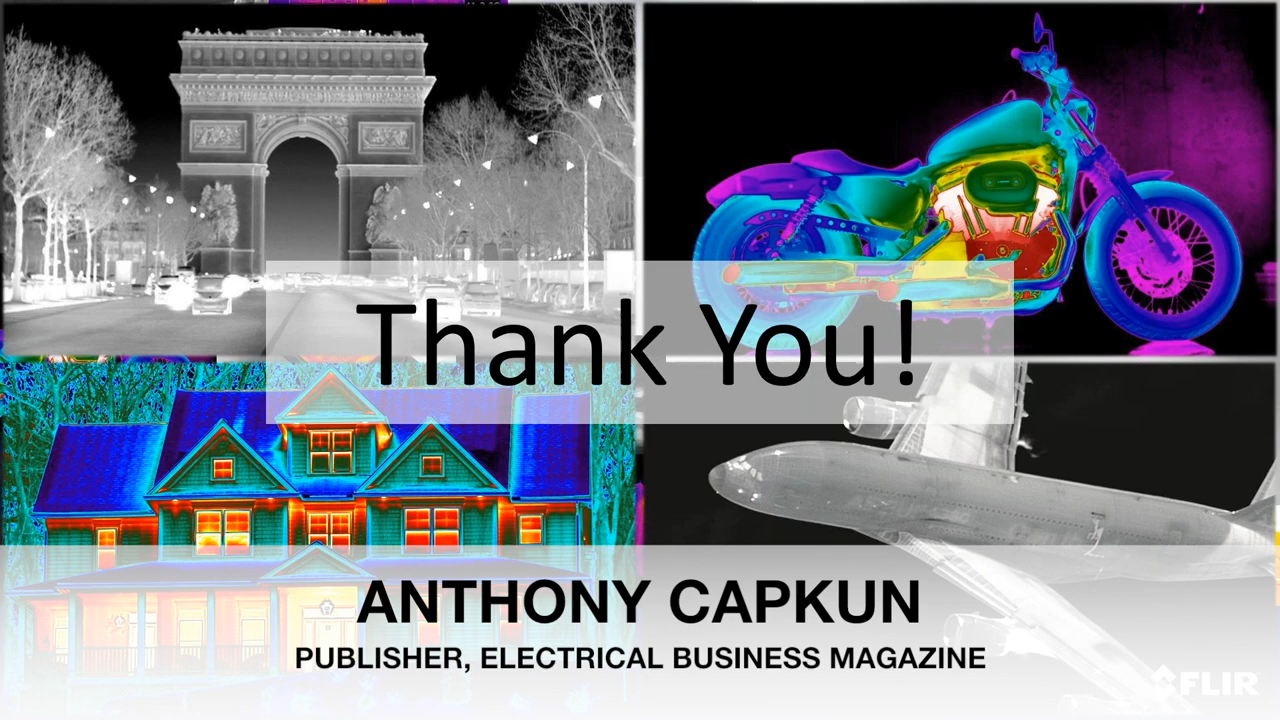 Thank You!
ANTHONY CAPKUN
PUBLISHER, ELECTRICAL BUSINESS MAGAZINE
FLIR